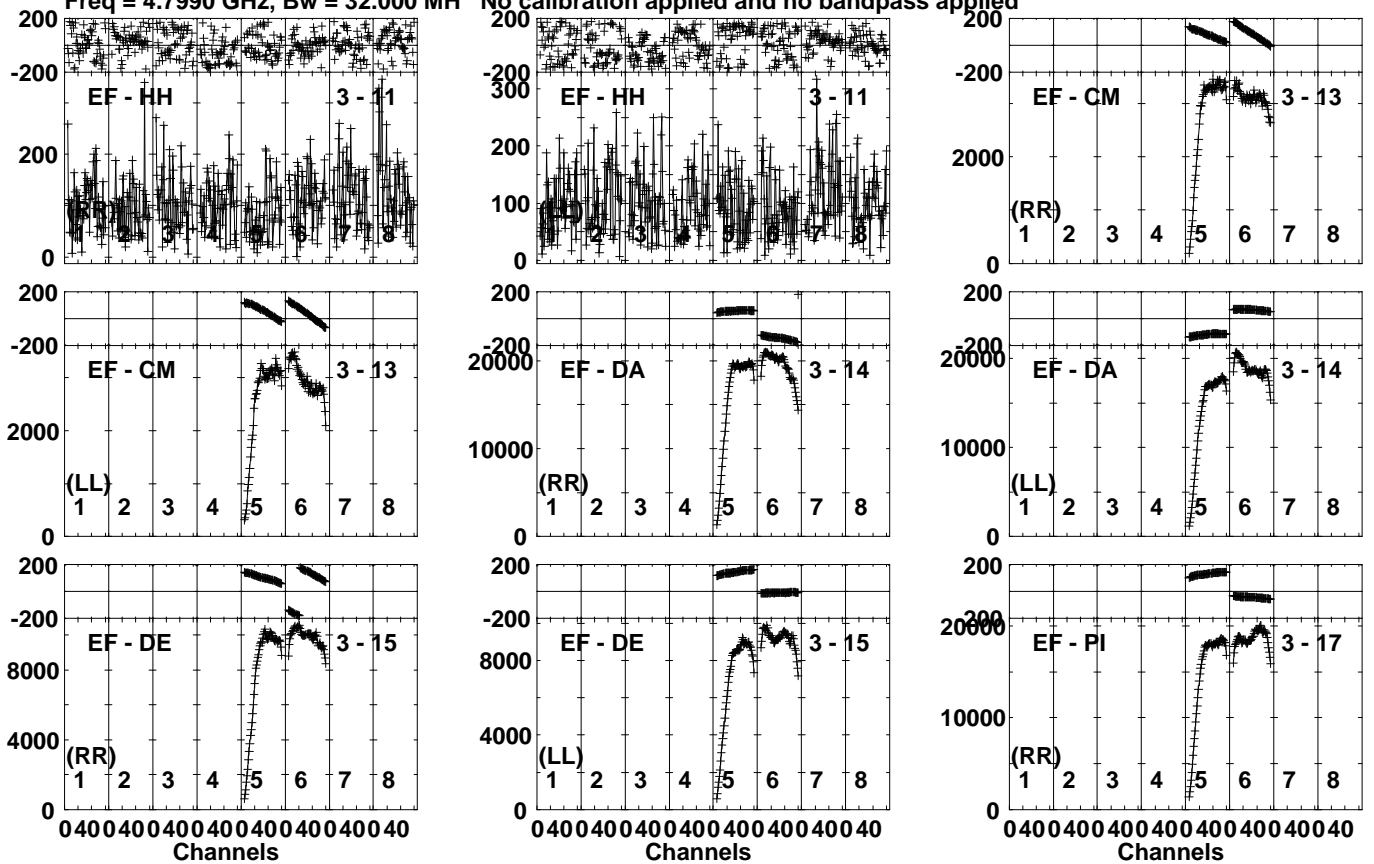 Freq = 4.7990 GHz, Bw = 32.000 MH No calibration applied and no bandpass applied
200
-200
EF - HH 3 - 11
200
(RR)
0
1 2 3 4 5 6 7 8
-200
300
EF - HH 3 - 11
200
100
(LL)
0
1 2 3 4 5 6 7 8
200
-200
EF - CM 3 - 13
2000
(RR)
0
1 2 3 4 5 6 7 8
200
-200
EF - CM 3 - 13
2000
(LL)
0
1 2 3 4 5 6 7 8
200
-200
20000
EF - DA 3 - 14
10000
(RR)
0
1 2 3 4 5 6 7 8
200
-200
20000
EF - DA 3 - 14
10000
(LL)
0
1 2 3 4 5 6 7 8
200
-200
EF - DE 3 - 15
8000
4000
(RR)
0
1 2 3 4 5 6 7 8
0 40 0 40 0 40 0 40 0 40 0 40 0 40 0 40
Channels
200
-200
EF - DE 3 - 15
8000
4000
(LL)
0
1 2 3 4 5 6 7 8
0 40 0 40 0 40 0 40 0 40 0 40 0 40 0 40
Channels
200
-200
20000
EF - PI 3 - 17
10000
(RR)
0
1 2 3 4 5 6 7 8
0 40 0 40 0 40 0 40 0 40 0 40 0 40 0 40
Channels